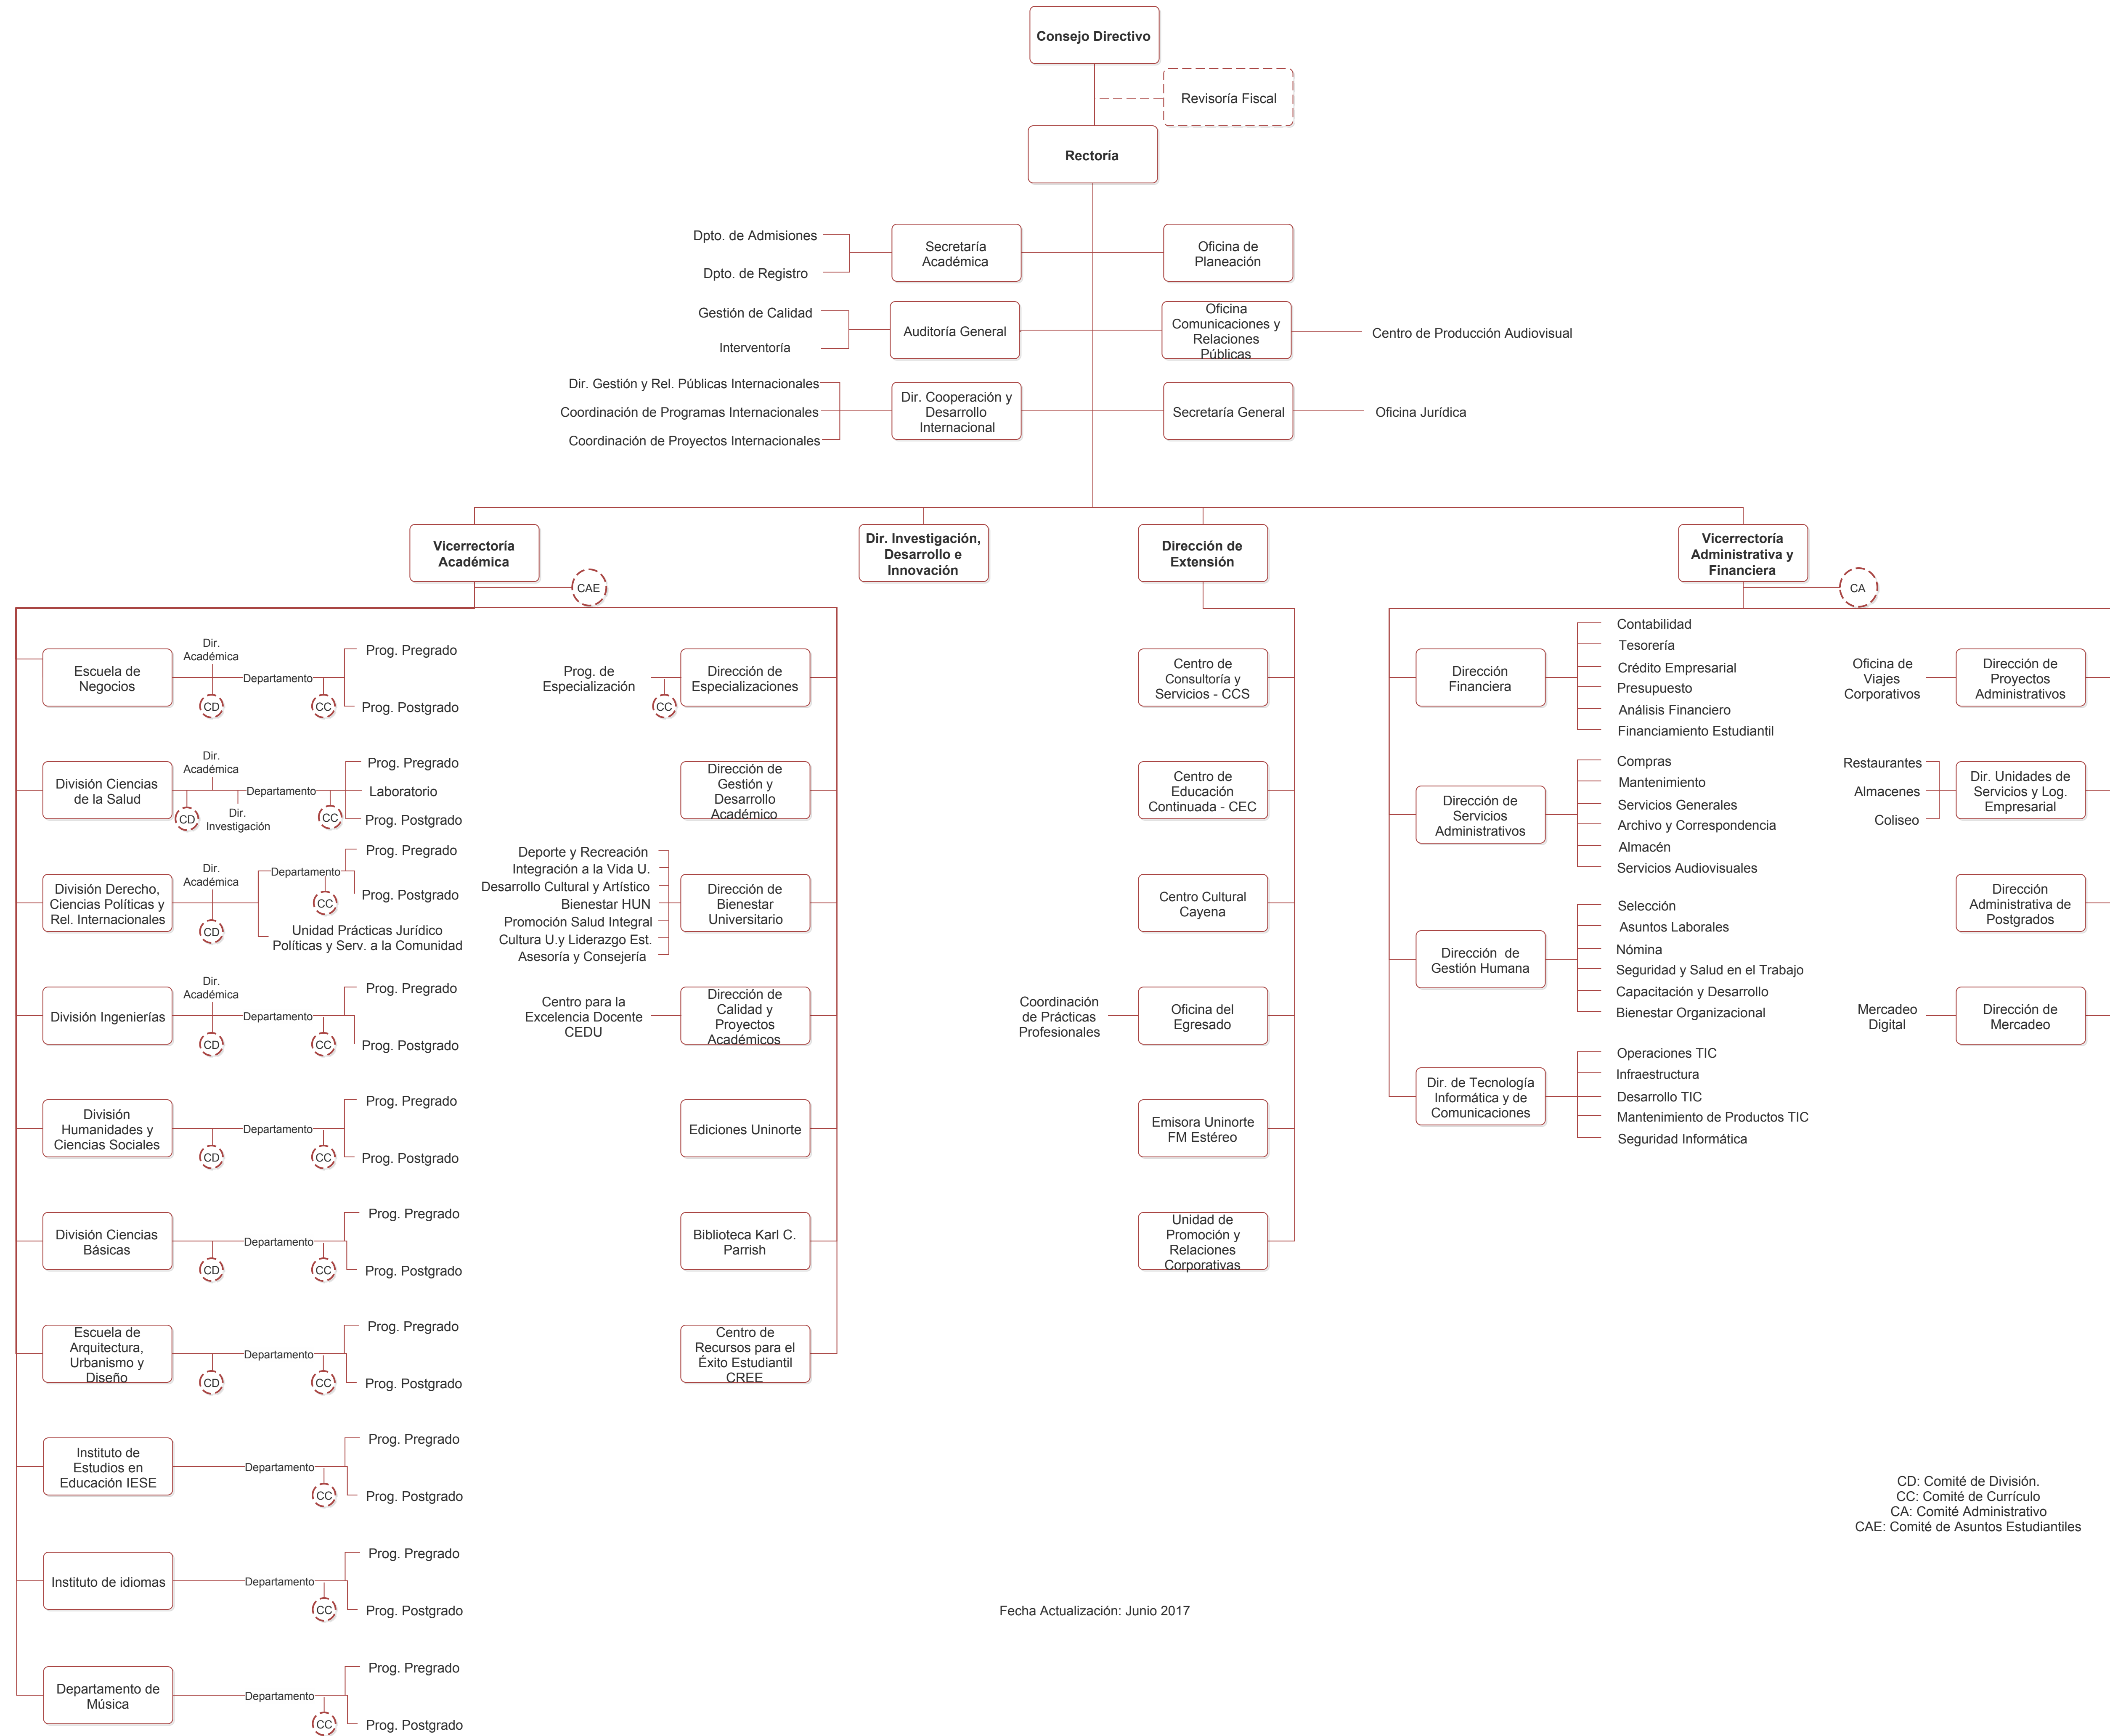 Consejo Directivo
Revisoría Fiscal
Rectoría
Dpto. de Admisiones
Dpto. de Registro
Secretaría
Académica
Oficina de
Planeación
Gestión de Calidad
Interventoría
Auditoría General
Oficina
Comunicaciones y
Relaciones
Públicas
Centro de Producción Audiovisual
Dir. Gestión y Rel. Públicas Internacionales
Coordinación de Programas Internacionales
Coordinación de Proyectos Internacionales
Dir. Cooperación y
Desarrollo
Internacional
Secretaría General
Oficina Jurídica
Vicerrectoría
Académica
CAE
Dir. Investigación,
Desarrollo e
Innovación
Dirección de
Extensión
Vicerrectoría
Administrativa y
Financiera
CA
Escuela de
Negocios
Dir.
Académica
CD
Departamento
CC
Prog. Pregrado
Prog. Postgrado
División Ciencias
de la Salud
Dir.
Académica
CD
Dir.
Investigación
Departamento
CC
Prog. Pregrado
Laboratorio
Prog. Postgrado
División Derecho,
Ciencias Políticas y
Rel. Internacionales
Dir.
Académica
CD
Departamento
CC
Prog. Pregrado
Prog. Postgrado
Unidad Prácticas Jurídico
Políticas y Serv. a la Comunidad
División Ingenierías
Dir.
Académica
CD
Departamento
CC
Prog. Pregrado
Prog. Postgrado
División
Humanidades y
Ciencias Sociales
CD
Departamento
CC
Prog. Pregrado
Prog. Postgrado
División Ciencias
Básicas
CD
Departamento
CC
Prog. Pregrado
Prog. Postgrado
Escuela de
Arquitectura,
Urbanismo y
Diseño
CD
Departamento
CC
Prog. Pregrado
Prog. Postgrado
Instituto de
Estudios en
Educación IESE
Departamento
CC
Prog. Pregrado
Prog. Postgrado
Instituto de idiomas
Departamento
CC
Prog. Pregrado
Prog. Postgrado
Departamento de
Música
Departamento
CC
Prog. Pregrado
Prog. Postgrado
Prog. de
Especialización
CC
Dirección de
Especializaciones
Dirección de
Gestión y
Desarrollo
Académico
Deporte y Recreación
Integración a la Vida U.
Desarrollo Cultural y Artístico
Bienestar HUN
Promoción Salud Integral
Cultura U.y Liderazgo Est.
Asesoría y Consejería
Dirección de
Bienestar
Universitario
Centro para la
Excelencia Docente
CEDU
Dirección de
Calidad y
Proyectos
Académicos
Ediciones Uninorte
Biblioteca Karl C.
Parrish
Centro de
Recursos para el
Éxito Estudiantil
CREE
Centro de
Consultoría y
Servicios - CCS
Centro de
Educación
Continuada - CEC
Centro Cultural
Cayena
Coordinación
de Prácticas
Profesionales
Oficina del
Egresado
Emisora Uninorte
FM Estéreo
Unidad de
Promoción y
Relaciones
Corporativas
Dirección
Financiera
Contabilidad
Tesorería
Crédito Empresarial
Presupuesto
Análisis Financiero
Financiamiento Estudiantil
Dirección de
Servicios
Administrativos
Compras
Mantenimiento
Servicios Generales
Archivo y Correspondencia
Almacén
Servicios Audiovisuales
Dirección  de
Gestión Humana
Selección
Asuntos Laborales
Nómina
Seguridad y Salud en el Trabajo
Capacitación y Desarrollo
Bienestar Organizacional
Dir. de Tecnología
Informática y de
Comunicaciones
Operaciones TIC
Infraestructura
Desarrollo TIC
Mantenimiento de Productos TIC
Seguridad Informática
Oficina de
Viajes
Corporativos
Dirección de
Proyectos
Administrativos
Restaurantes
Almacenes
Coliseo
Dir. Unidades de
Servicios y Log.
Empresarial
Dirección
Administrativa de
Postgrados
Mercadeo
Digital
Dirección de
Mercadeo
CD: Comité de División.
CC: Comité de Currículo
CA: Comité Administrativo
CAE: Comité de Asuntos Estudiantiles
Fecha Actualización: Junio 2017